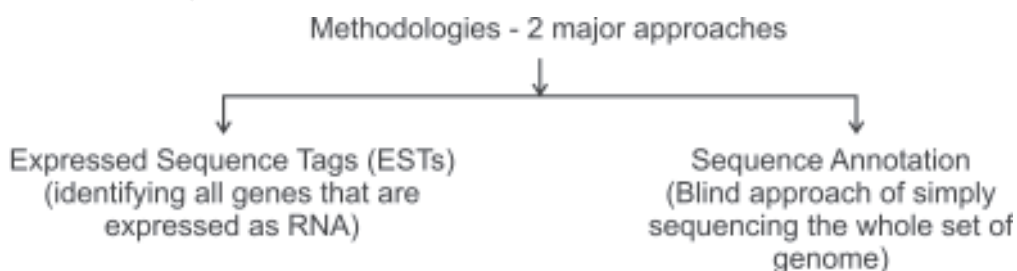 Methodologies - 2 major approaches
Expressed Sequence Tags (ESTs)
(identifying all genes that are
expressed as RNA)
Sequence Annotation
(Blind approach of simply
sequencing the whole set of
genome)